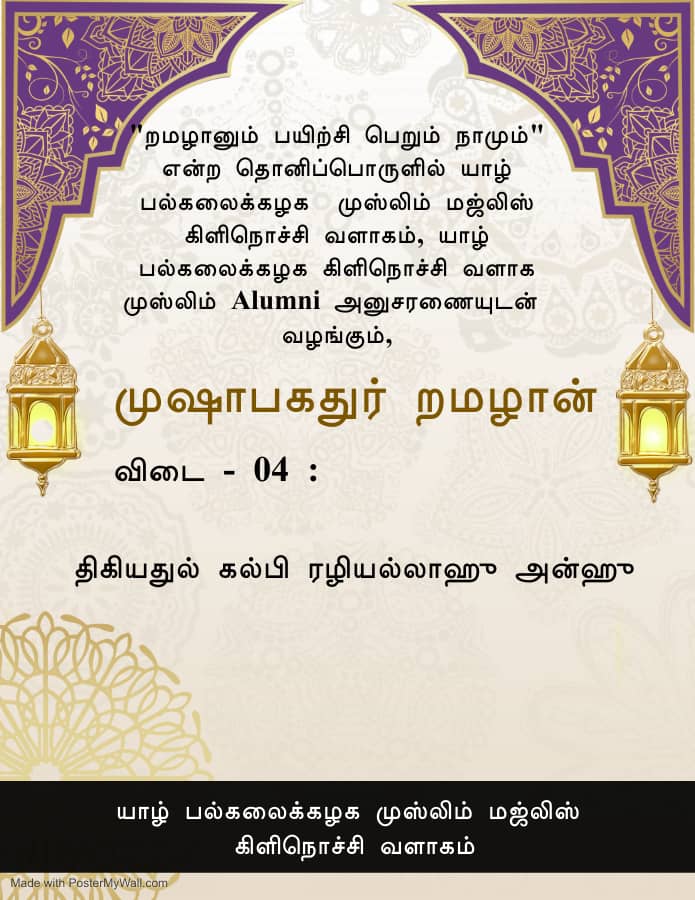 "றமழானும் பயிற்சி பெறும் நாமும்"
என்ற தொனிப்பொருளில் யாழ்
பல்கலைக்கழக முஸ்லிம் மஜ்லிஸ்
கிளிநொச்சி வளாகம், யாழ்
பல்கலைக்கழக கிளிநொச்சி வளாக
முஸ்லிம் Alumni அனுசரணையுடன்
வழங்கும்,
முஷாபகதுர் றமழான்
விடை - 04 :
திகியதுல் கல்பி ரழியல்லாஹு அன்ஹு
யாழ் பல்கலைக்கழக முஸ்லிம் மஜ்லிஸ்
கிளிநொச்சி வளாகம்
Made with PosterMyWall.com